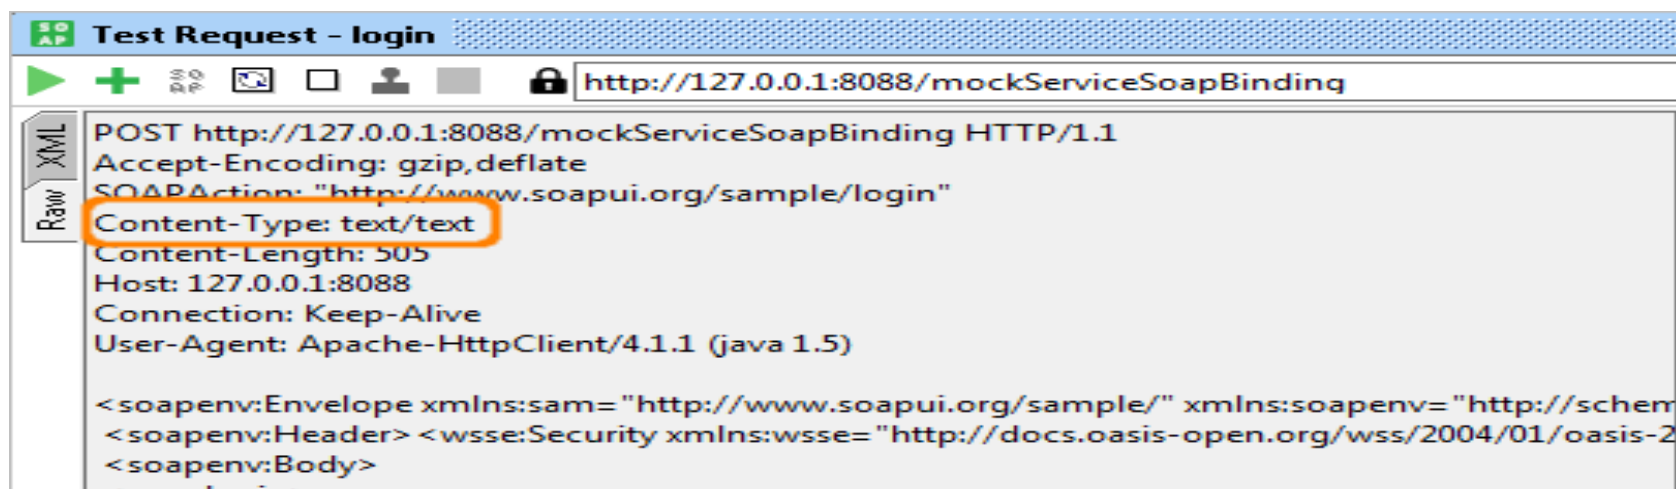 SO
AP
Test Request - login
SO
AP
http://127.0.0.1:8088/mockServiceSoapBinding
XML
Raw
POST http://127.0.0.1:8088/mockServiceSoapBinding HTTP/1.1
Accept-Encoding: gzip,deflate
SOAPAction: "http://www.soapui.org/sample/login"
Content-Type: text/text
Content-Length: 505
Host: 127.0.0.1:8088
Connection: Keep-Alive
User-Agent: Apache-HttpClient/4.1.1 (java 1.5)
<soapenv:Envelope xmlns:sam="http://www.soapui.org/sample/" xmlns:soapenv="http://schem
<soapenv:Header><wsse:Security xmlns:wsse="http://docs.oasis-open.org/wss/2004/01/oasis-2
<soapenv:Body>